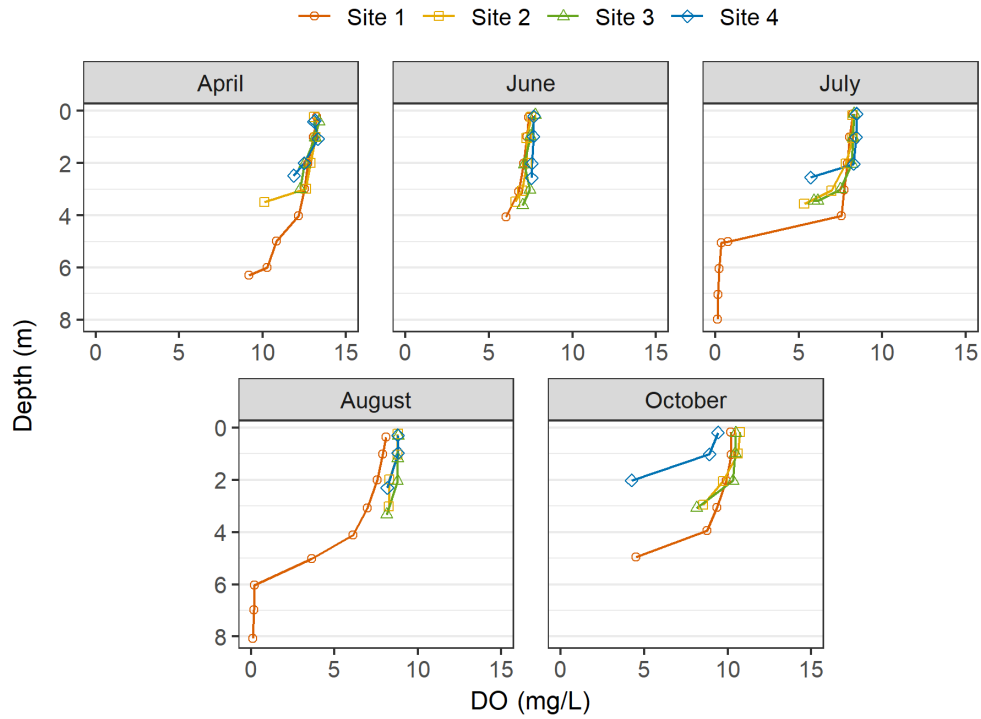 Site 1 Site 2 Site 3 Site 4
April June July
0
2
4
6
8
0 5 10 15 0 5 10 15 0 5 10 15
Depth (m)
August October
0
2
4
6
8
0 5 10 15 0 5 10 15
DO (mg/L)